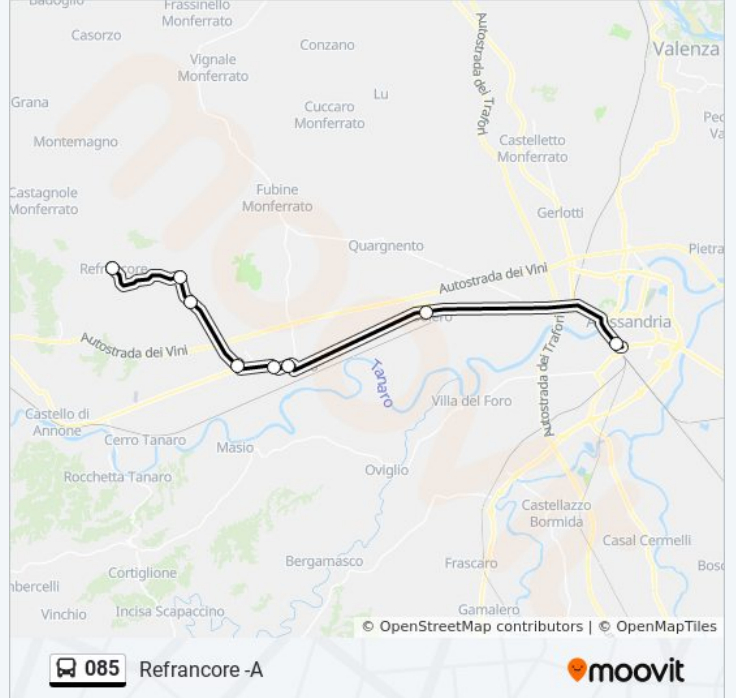 Badoglio
Frassinello
Monferrato
Casorzo
Conzano
Valenza
Vignale
Monferrato
Autostrada dei Trafori
Grana
Lu
Cuccaro
Monferrato
Montemagno
Castelletto
Monferrato
Castagnole
Monferrato
Fubine
Monferrato
Gerlotti
Quargnento
Pietra
Refrancore
Autostrada dei Vini
Alessandria
Autostrada dei Vini
Autostrada dei Trafori
Tanaro
Villa del Foro
Castello di
Annone
Cerro Tanaro
Masio
Oviglio
Rocchetta Tanaro
Castellazzo
Bormida
Casal Cermelli
Bergamasco
Frascaro
Cortiglione
Gamalero
Vinchio
Incisa Scapaccino
© OpenStreetMap contributors | © OpenMapTiles
085 Refrancore -A
moovit